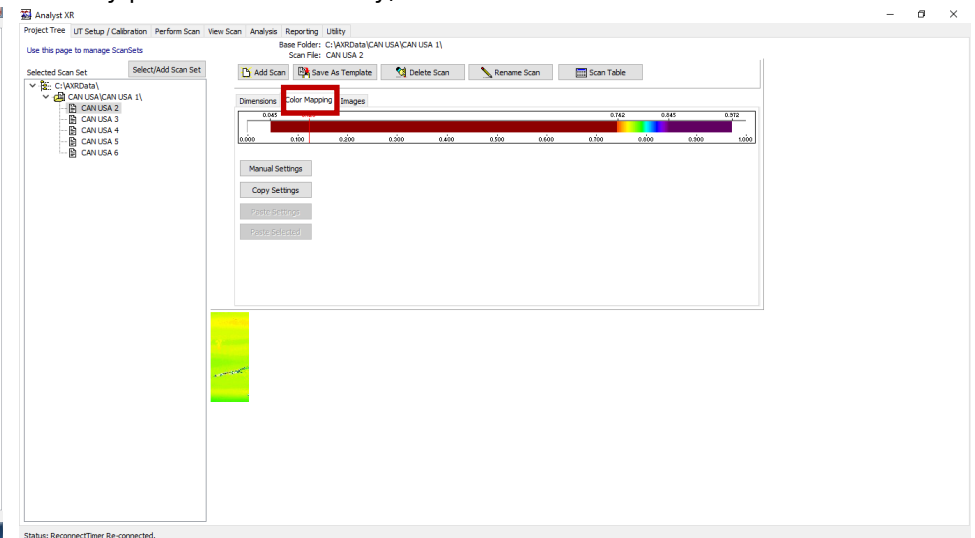 Analyst XR
Project Tree UT Setup / Calibration Perform Scan View Scan Analysis Reporting Utility
Use this page to manage ScanSets
Base Folder: C:\AXRData\CAN USA\CAN USA 1\
Scan File: CAN USA 2
Selected Scan Set
Select/Add Scan Set
Add Scan Save As Template Delete Scan Rename Scan Scan Table
C:\AXRData\
CAN USA\CAN USA 1\
CAN USA 2
CAN USA 3
CAN USA 4
CAN USA 5
CAN USA 6
Dimensions Color Mapping Images
0.045 0.742 0.845 0.972
0.000 0.100 0.200 0.300 0.400 0.500 0.600 0.700 0.800 0.900 1.000
Manual Settings
Copy Settings
Paste Settings
Paste Selected
Status: ReconnectTimer Re-connected.